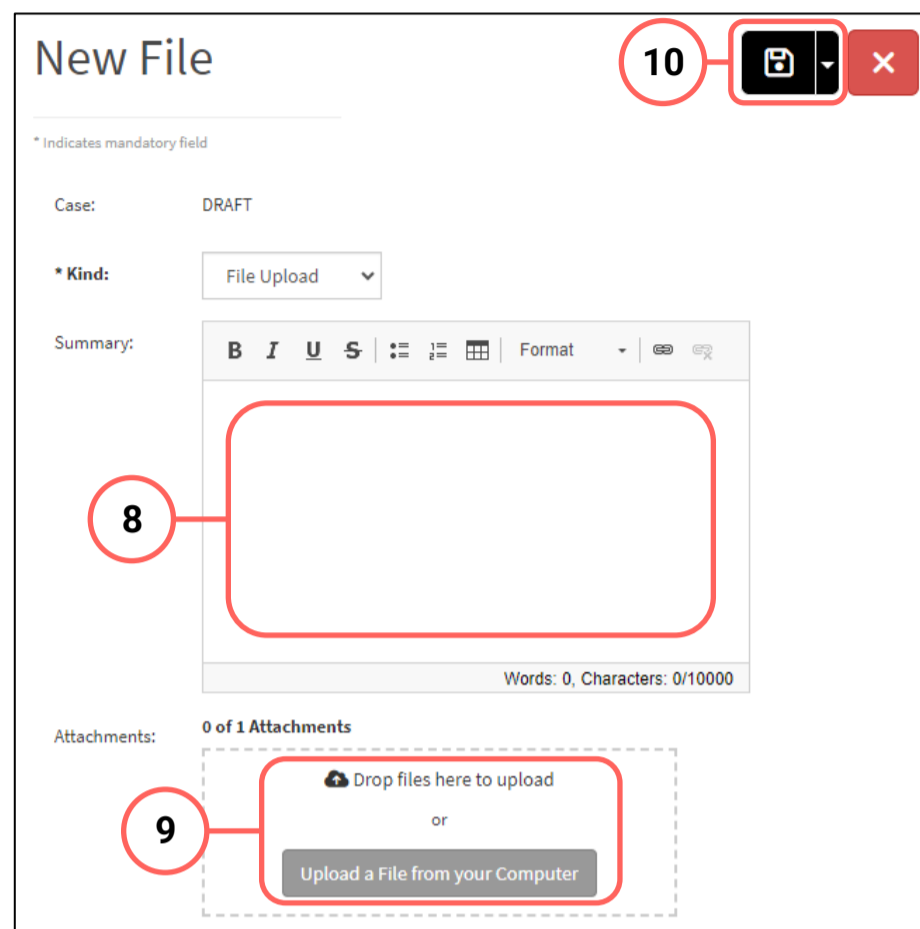 New File
10
* Indicates mandatory field
Case: DRAFT
* Kind: File Upload
Summary: B I U S Format
8
Words: 0, Characters: 0/10000
Attachments: 0 of 1 Attachments
Drop files here to upload
or
9
Upload a File from your Computer